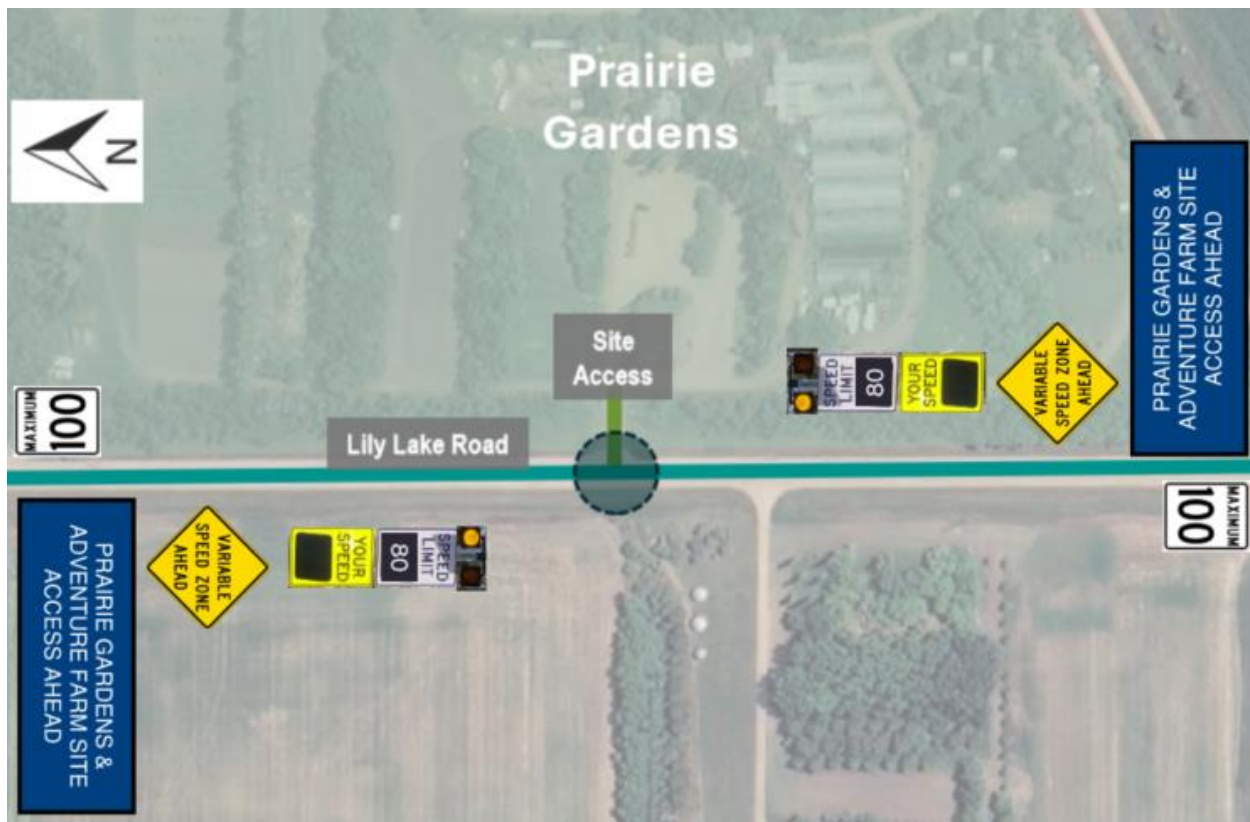 Prairie
Gardens
N
PRAIRIE GARDENS &
ADVENTURE FARM SITE
ACCESS AHEAD
Site
Access
SPEED
LIMIT
80
YOUR
SPEED
VARIABLE
SPEED ZONE
AHEAD
MAXIMUM
100
Lily Lake Road
MAXIMUM
100
VARIABLE
SPEED ZONE
AHEAD
YOUR
SPEED
SPEED
LIMIT
80
PRAIRIE GARDENS &
ADVENTURE FARM SITE
ACCESS AHEAD